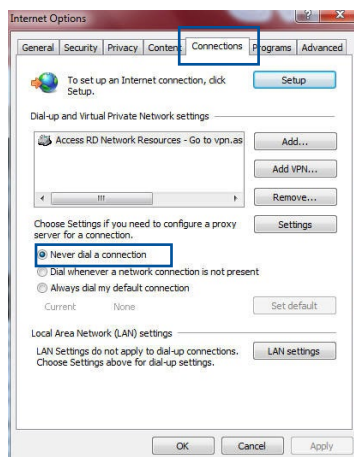 Internet Options
General Security Privacy Content Connections Programs Advanced
To set up an Internet connection, click
Setup.
Setup
Dial-up and Virtual Private Network settings
Access RD Network Resources - Go to vpn.as
Add...
Add VPN...
Remove...
Choose Settings if you need to configure a proxy
server for a connection.
Settings
Never dial a connection
Dial whenever a network connection is not present
Always dial my default connection
Current None
Set default
Local Area Network (LAN) settings
LAN Settings do not apply to dial-up connections.
Choose Settings above for dial-up settings.
LAN settings
OK Cancel Apply